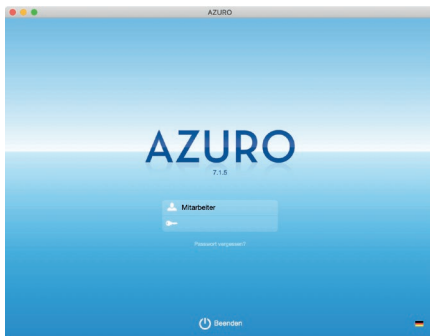 AZURO
AZURO
7.1.5
Mitarbeiter
Passwort vergessen?
Beenden